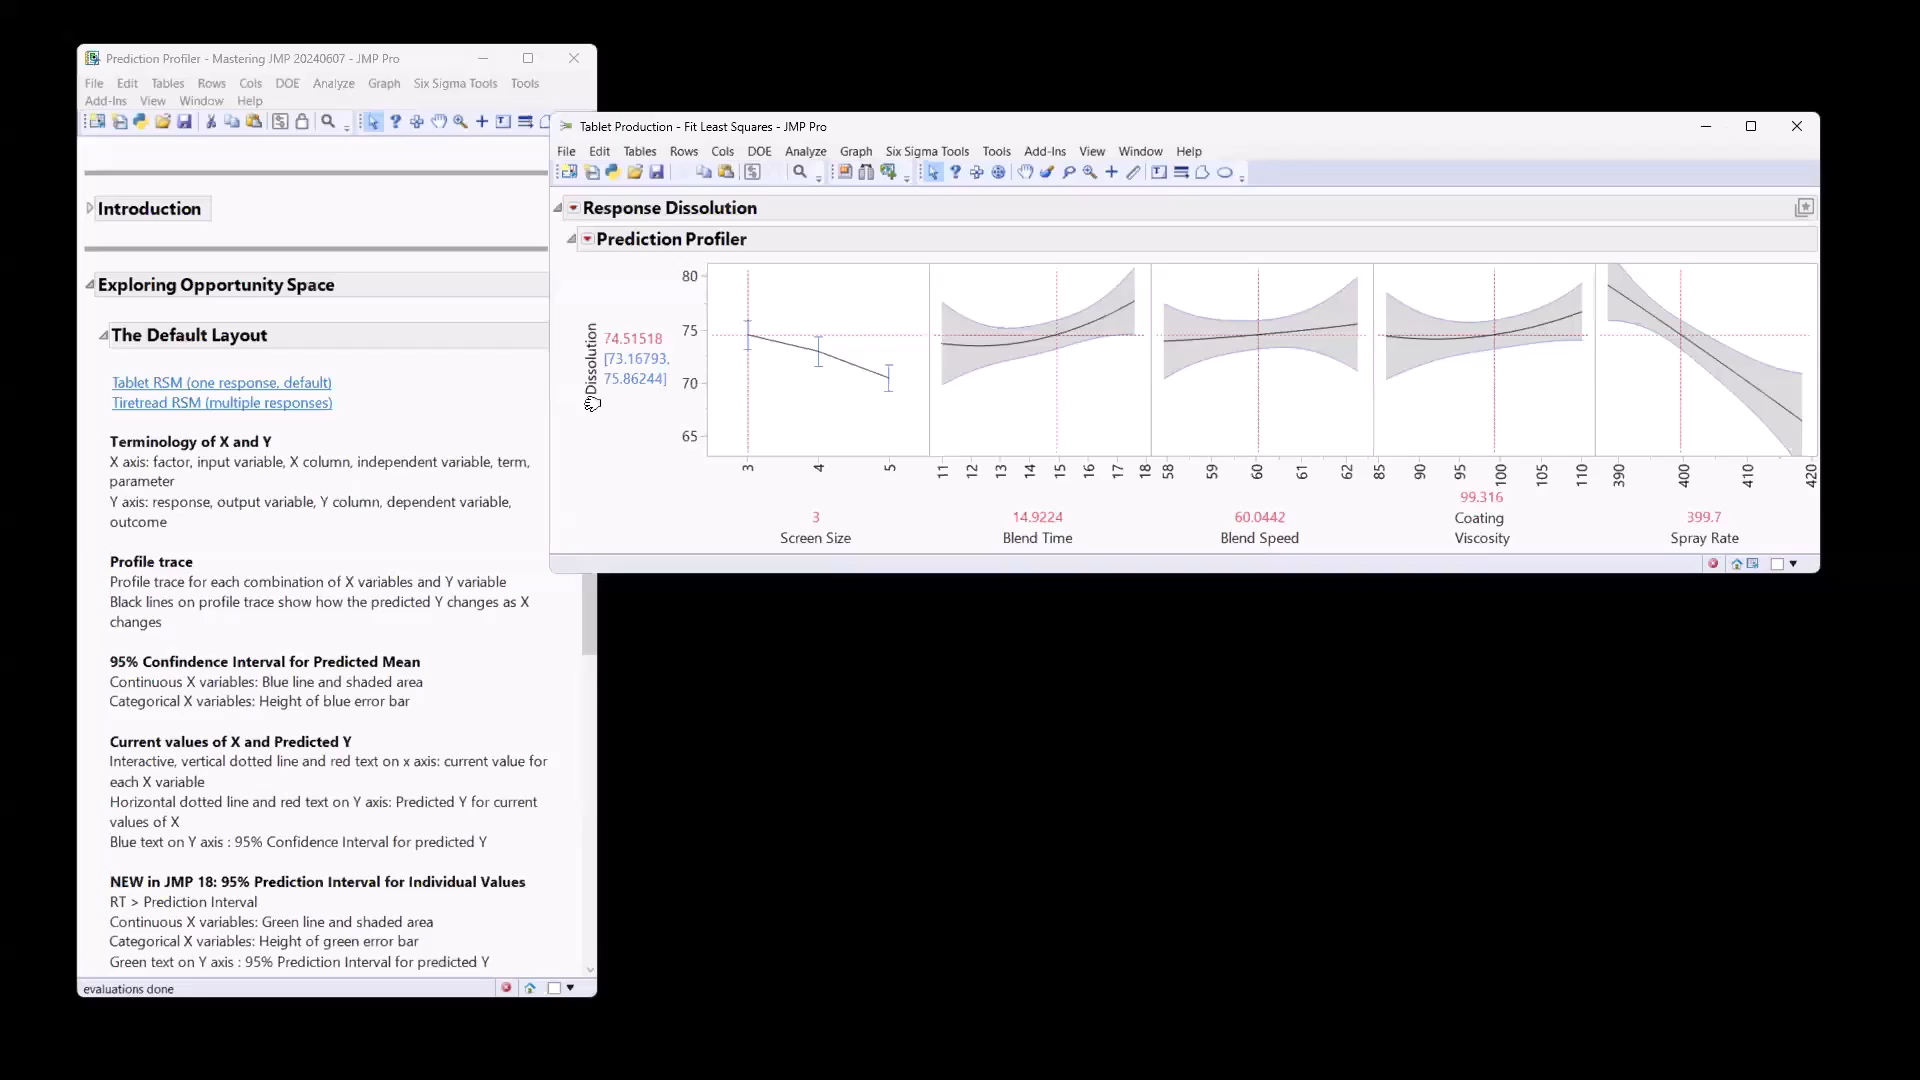 Prediction Profiler - Mastering JMP 20240607 - JMP Pro
File Edit Tables Rows Cols DOE Analyze Graph Six Sigma Tools Tools
Add-Ins View Window Help
Introduction
Exploring Opportunity Space
The Default Layout
Tablet RSM (one response, default)
Tiretread RSM (multiple responses)
Terminology of X and Y
X axis: factor, input variable, X column, independent variable, term,
parameter
Y axis: response, output variable, Y column, dependent variable,
outcome
Profile trace
Profile trace for each combination of X variables and Y variable
Black lines on profile trace show how the predicted Y changes as X
changes
95% Confindence Interval for Predicted Mean
Continuous X variables: Blue line and shaded area
Categorical X variables: Height of blue error bar
Current values of X and Predicted Y
Interactive, vertical dotted line and red text on x axis: current value for
each X variable
Horizontal dotted line and red text on Y axis: Predicted Y for current
values of X
Blue text on Y axis : 95% Confidence Interval for predicted Y
NEW in JMP 18: 95% Prediction Interval for Individual Values
RT > Prediction Interval
Continuous X variables: Green line and shaded area
Categorical X variables: Height of green error bar
Green text on Y axis : 95% Prediction Interval for predicted Y
evaluations done
Tablet Production - Fit Least Squares - JMP Pro
File Edit Tables Rows Cols DOE Analyze Graph Six Sigma Tools Tools Add-Ins View Window Help
Response Dissolution
Prediction Profiler
80
75
70
65
Dissolution
74.51518
[73.16793,
75.86244]
3 4 5 11 12 13 14 15 16 17 18 58 59 60 61 62 85 90 95 100 105 110 390 400 410 420
3
Screen Size
14.9224
Blend Time
60.0442
Blend Speed
99.316
Coating
Viscosity
399.7
Spray Rate